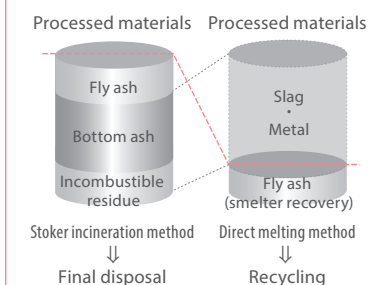 Processed materials
Fly ash
Bottom ash
Incombustible
residue
Stoker incineration method
⇓
Final disposal
Processed materials
Slag
・
Metal
Fly ash
(smelter recovery)
Direct melting method
⇓
Recycling